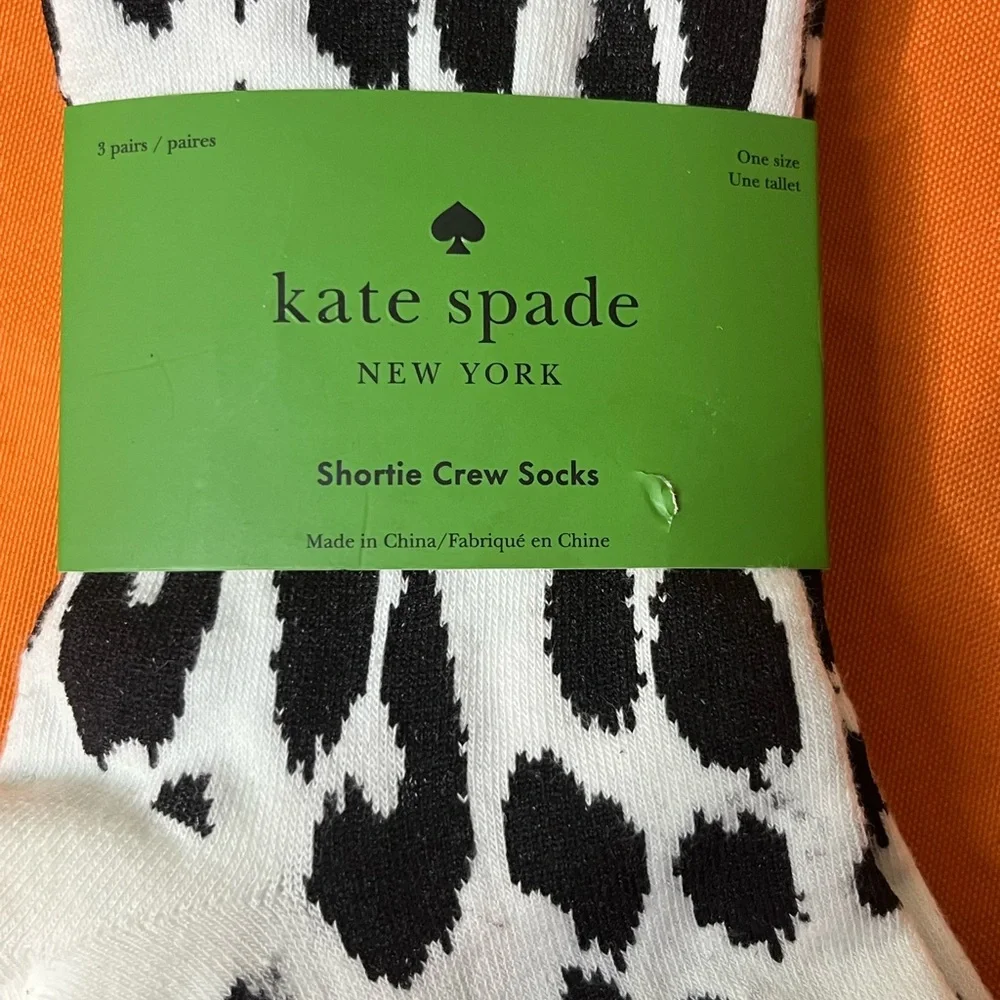 3 pairs / paires
One size
Une tallet
kate spade
NEW YORK
Shortie Crew Socks
Made in China/Fabriqué en Chine